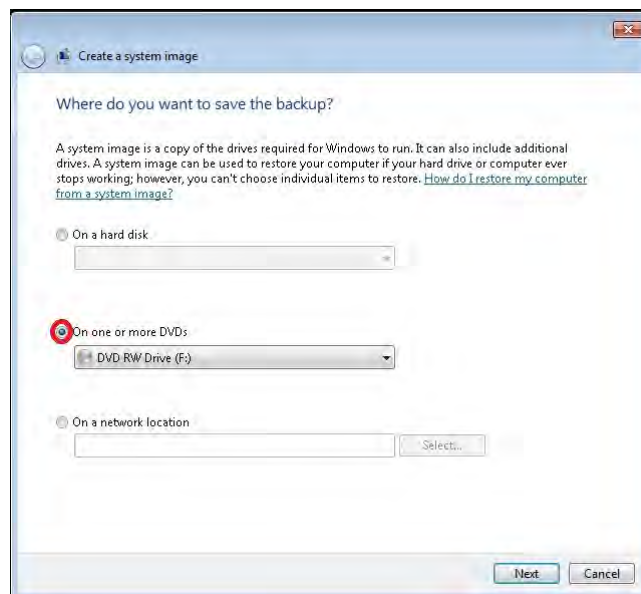 Create a system image
Where do you want to save the backup?
A system image is a copy of the drives required for Windows to run. It can also include additional
drives. A system image can be used to restore your computer if your hard drive or computer ever
stops working; however, you can't choose individual items to restore. How do I restore my computer
from a system image?
On a hard disk
On one or more DVDs
DVD RW Drive (F:)
On a network location
Select...
Next
Cancel